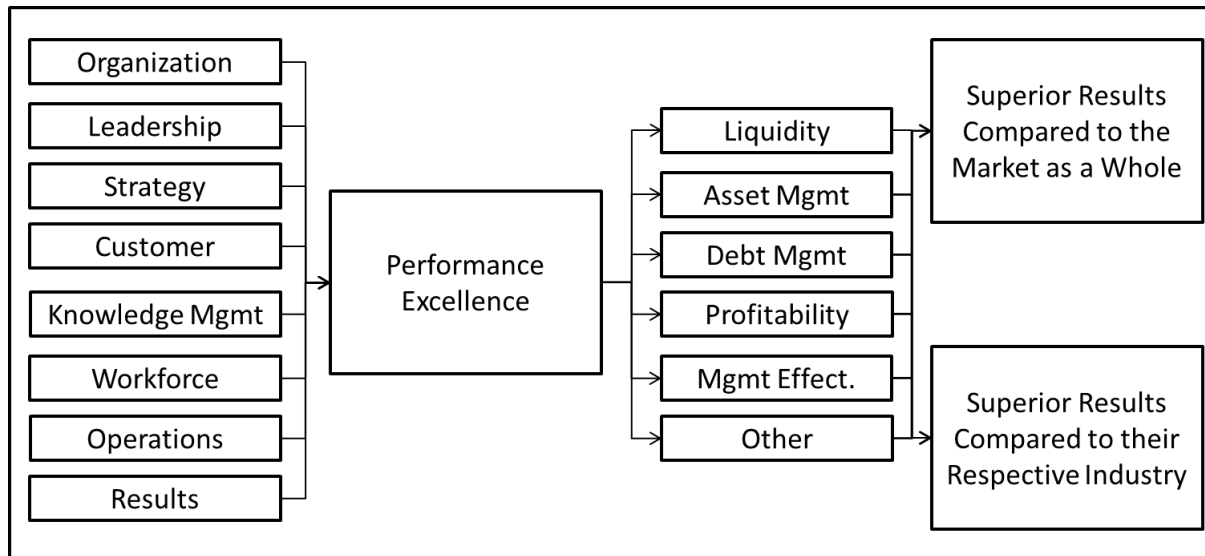 Organization
Leadership
Strategy
Customer
Knowledge Mgmt
Workforce
Operations
Results
Performance
Excellence
Liquidity
Asset Mgmt
Debt Mgmt
Profitability
Mgmt Effect.
Other
Superior Results
Compared to the
Market as a Whole
Superior Results
Compared to their
Respective Industry